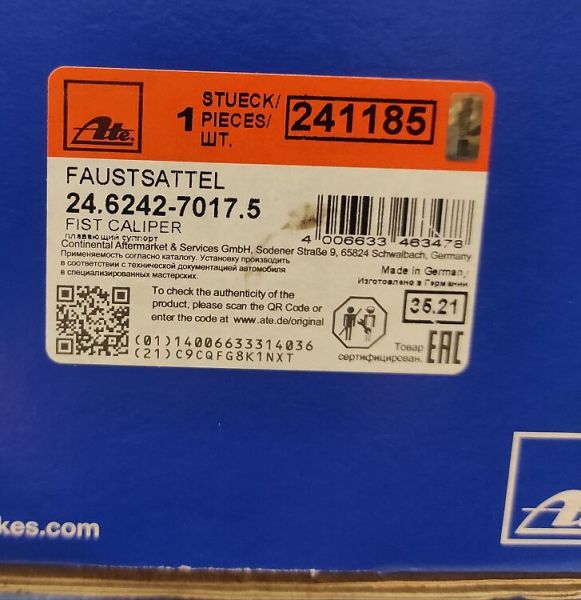 Ate
1 STUECK/
PIECES/
ШТ.
241185
FAUSTSATTEL
24.6242-7017.5
FIST CALIPER
плавающий суппорт
4 006633 463478
Continental Aftermarket & Services GmbH, Sodener Straße 9, 65824 Schwalbach, Germany
Применяемость согласно каталогу. Установку производить
в соответствии с технической документацией автомобиля
в специализированных мастерских.
Made in Germany
Изготовлено в Германии
To check the authenticity of the
product, please scan the QR Code or
enter the code at www.ate.de/original
35.21
(01)14006633314036
(21)C9CQFG8K1NXT
Товар
сертифицирован.
EAC
kes.com
Ate